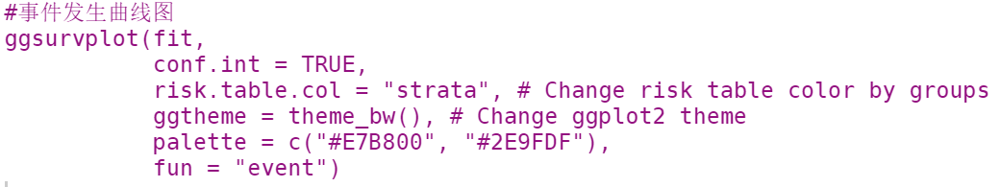 #事件发生曲线图
ggsurvplot(fit,
           conf.int = TRUE,
           risk.table.col = "strata", # Change risk table color by groups
           ggtheme = theme_bw(), # Change ggplot2 theme
           palette = c("#E7B800", "#2E9FDF"),
           fun = "event")